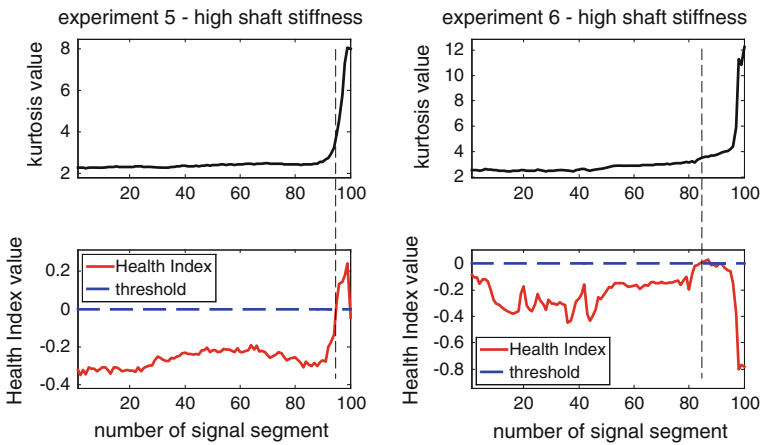 experiment 5 - high shaft stiffness
kurtosis value
8
6
4
2
20 40 60 80 100
Health Index value
0.2
0
-0.2
-0.4
Health Index
threshold
20 40 60 80 100
number of signal segment
experiment 6 - high shaft stiffness
kurtosis value
12
10
8
6
4
2
20 40 60 80 100
Health Index value
0
-0.2
-0.4
-0.6
-0.8
Health Index
threshold
20 40 60 80 100
number of signal segment